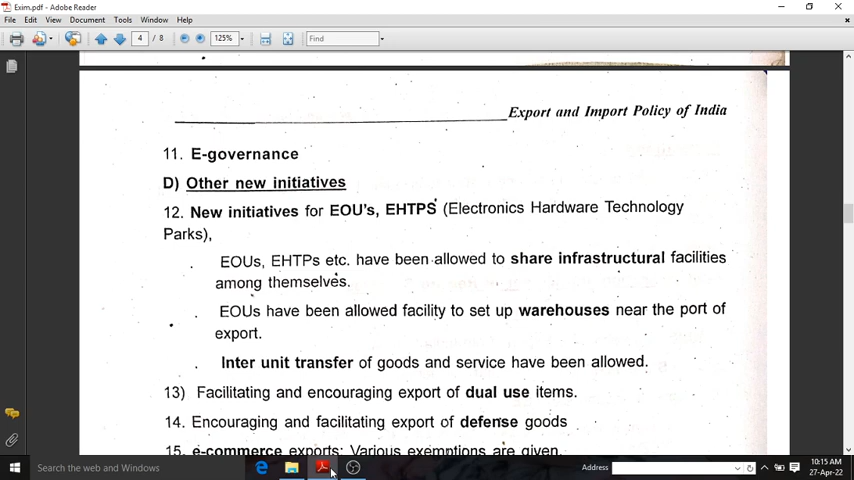 Exim.pdf - Adobe Reader
File Edit View Document Tools Window Help
4 / 8 125% Find
Export and Import Policy of India
11. E-governance
D) Other new initiatives
12. New initiatives for EOU's, EHTPS (Electronics Hardware Technology
Parks),
EOUs, EHTPs etc. have been allowed to share infrastructural facilities
among themselves.
EOUs have been allowed facility to set up warehouses near the port of
export.
Inter unit transfer of goods and service have been allowed.
13) Facilitating and encouraging export of dual use items.
14. Encouraging and facilitating export of defense goods
15. e-commerce exports: Various exemptions are given.
Search the web and Windows
Address
10:15 AM
27-Apr-22